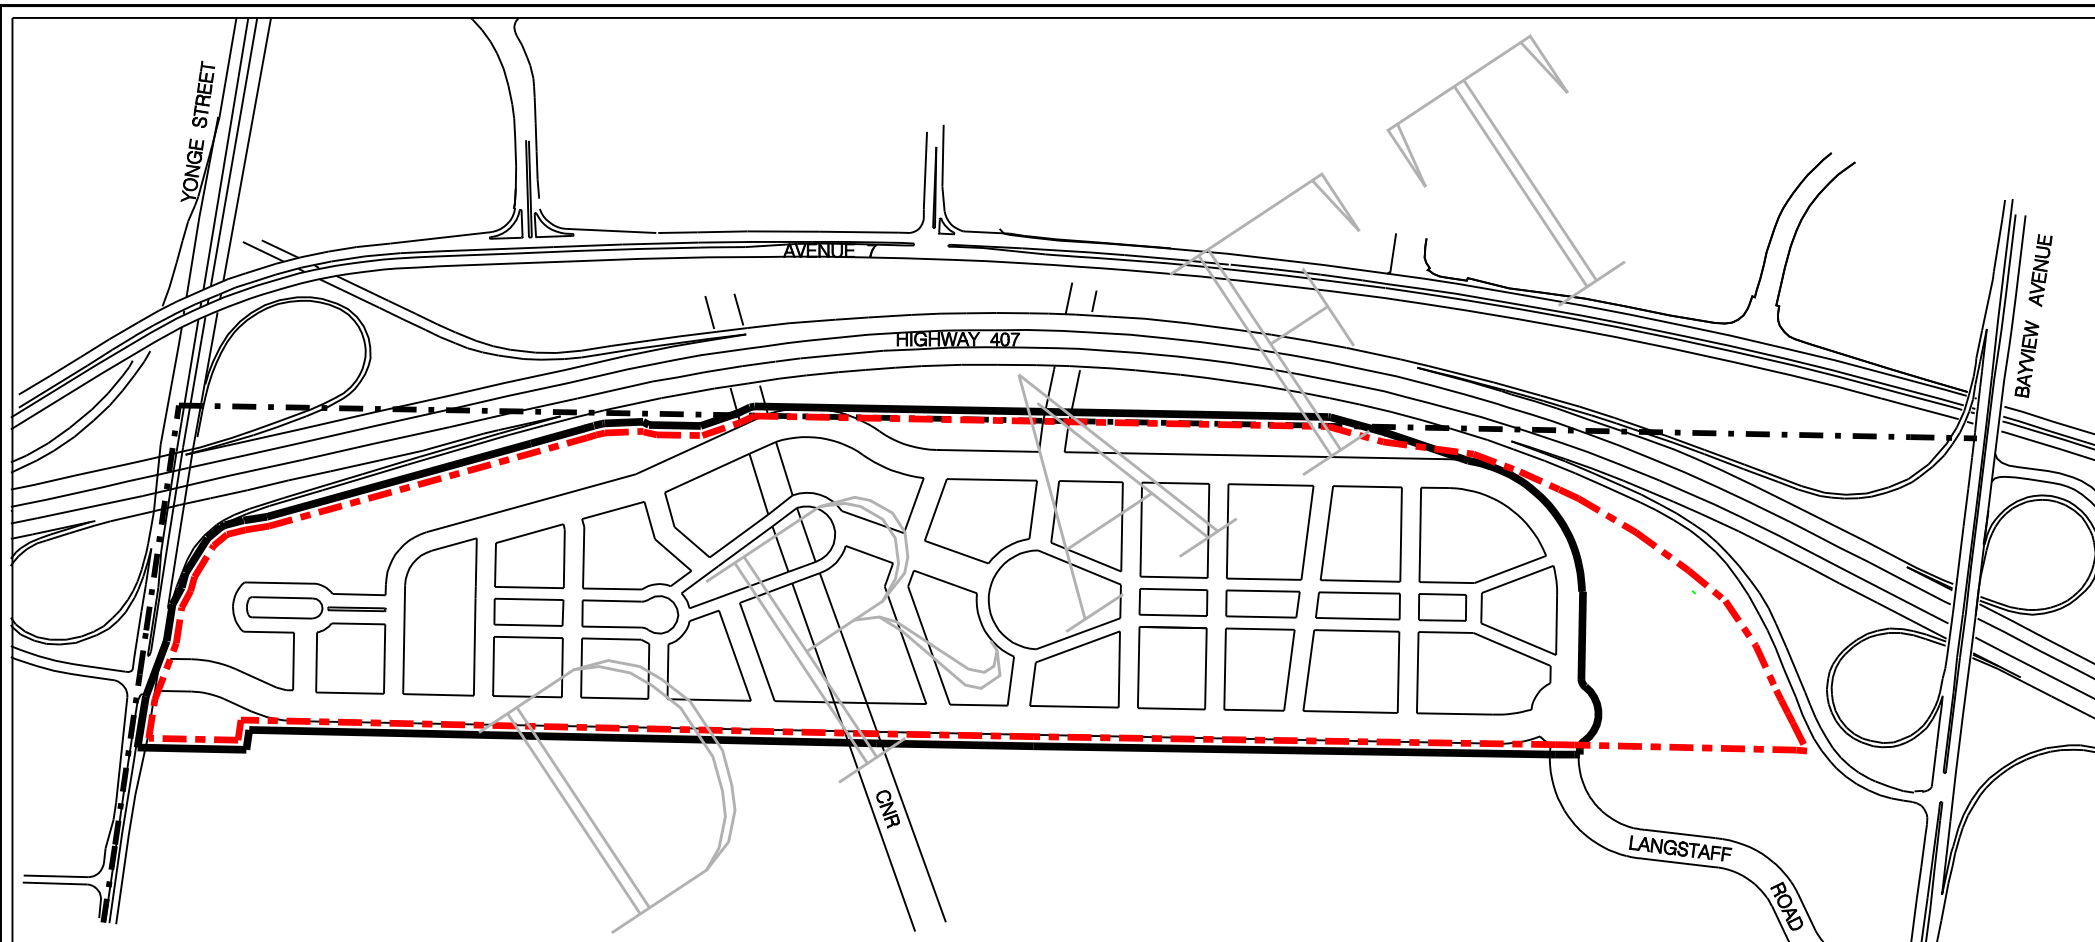 YONGE STREET
AVENUE 7
HIGHWAY 407
BAYVIEW AVENUE
DRAFT
CNR
LANGSTAFF
ROAD